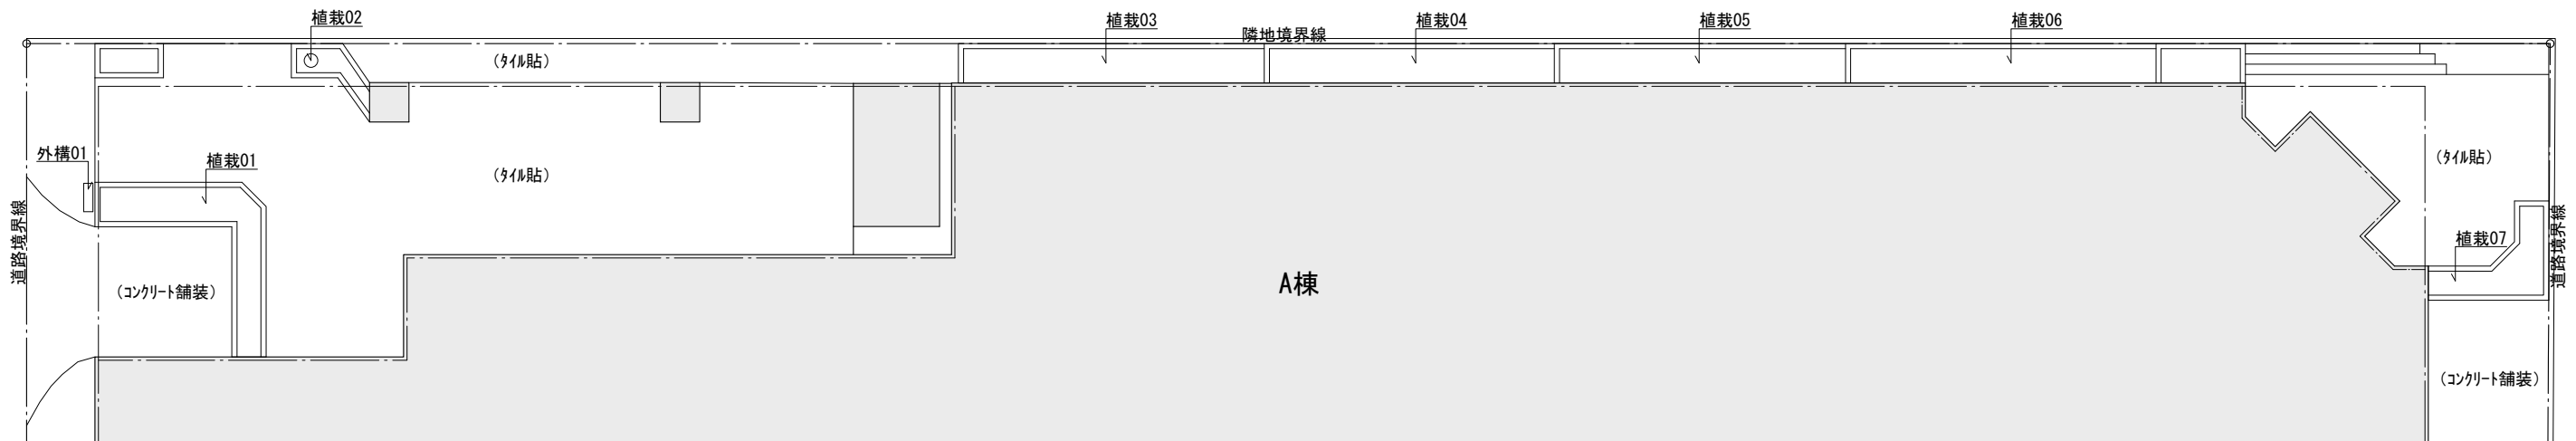 植栽02
植栽03
植栽04
植栽05
植栽06
隣地境界線
(ﾀｲﾙ貼)
外構01
植栽01
(ﾀｲﾙ貼)
(ﾀｲﾙ貼)
道路境界線
道路境界線
植栽07
A棟
(ｺﾝｸﾘｰﾄ舗装)
(ｺﾝｸﾘｰﾄ舗装)